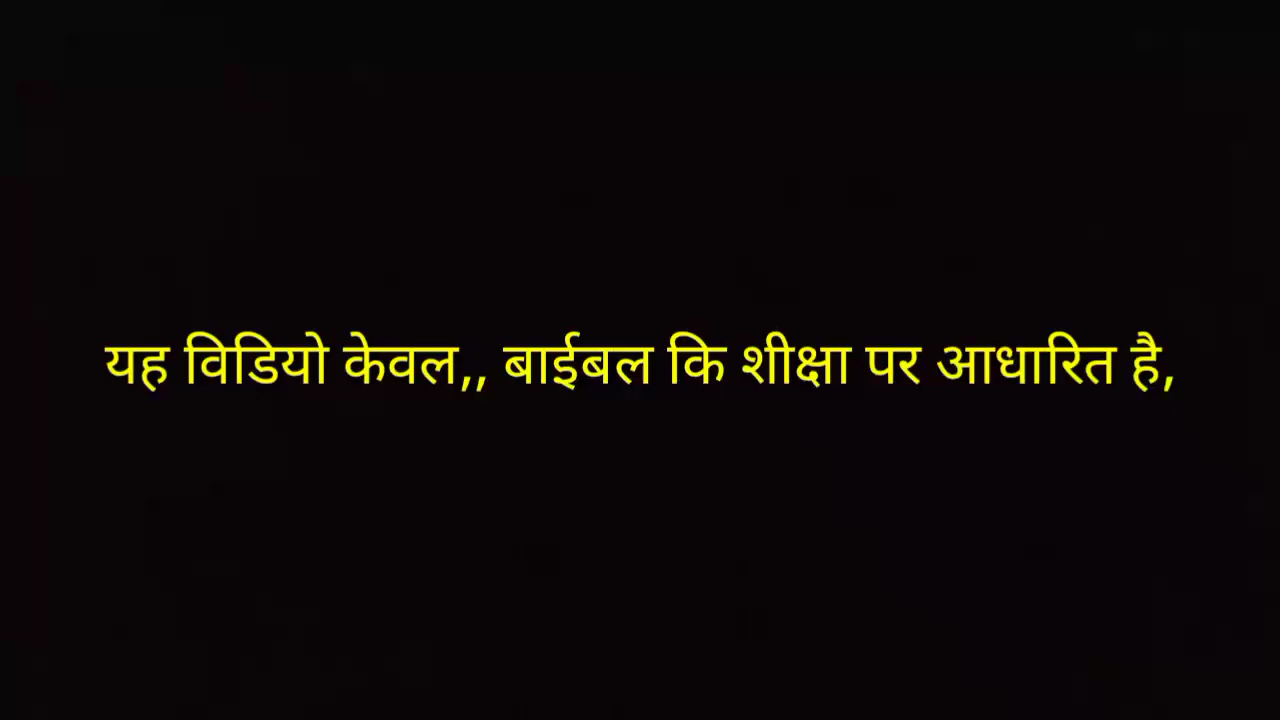 यह विडियो केवल,, बाईबल कि शीक्षा पर आधारित है,